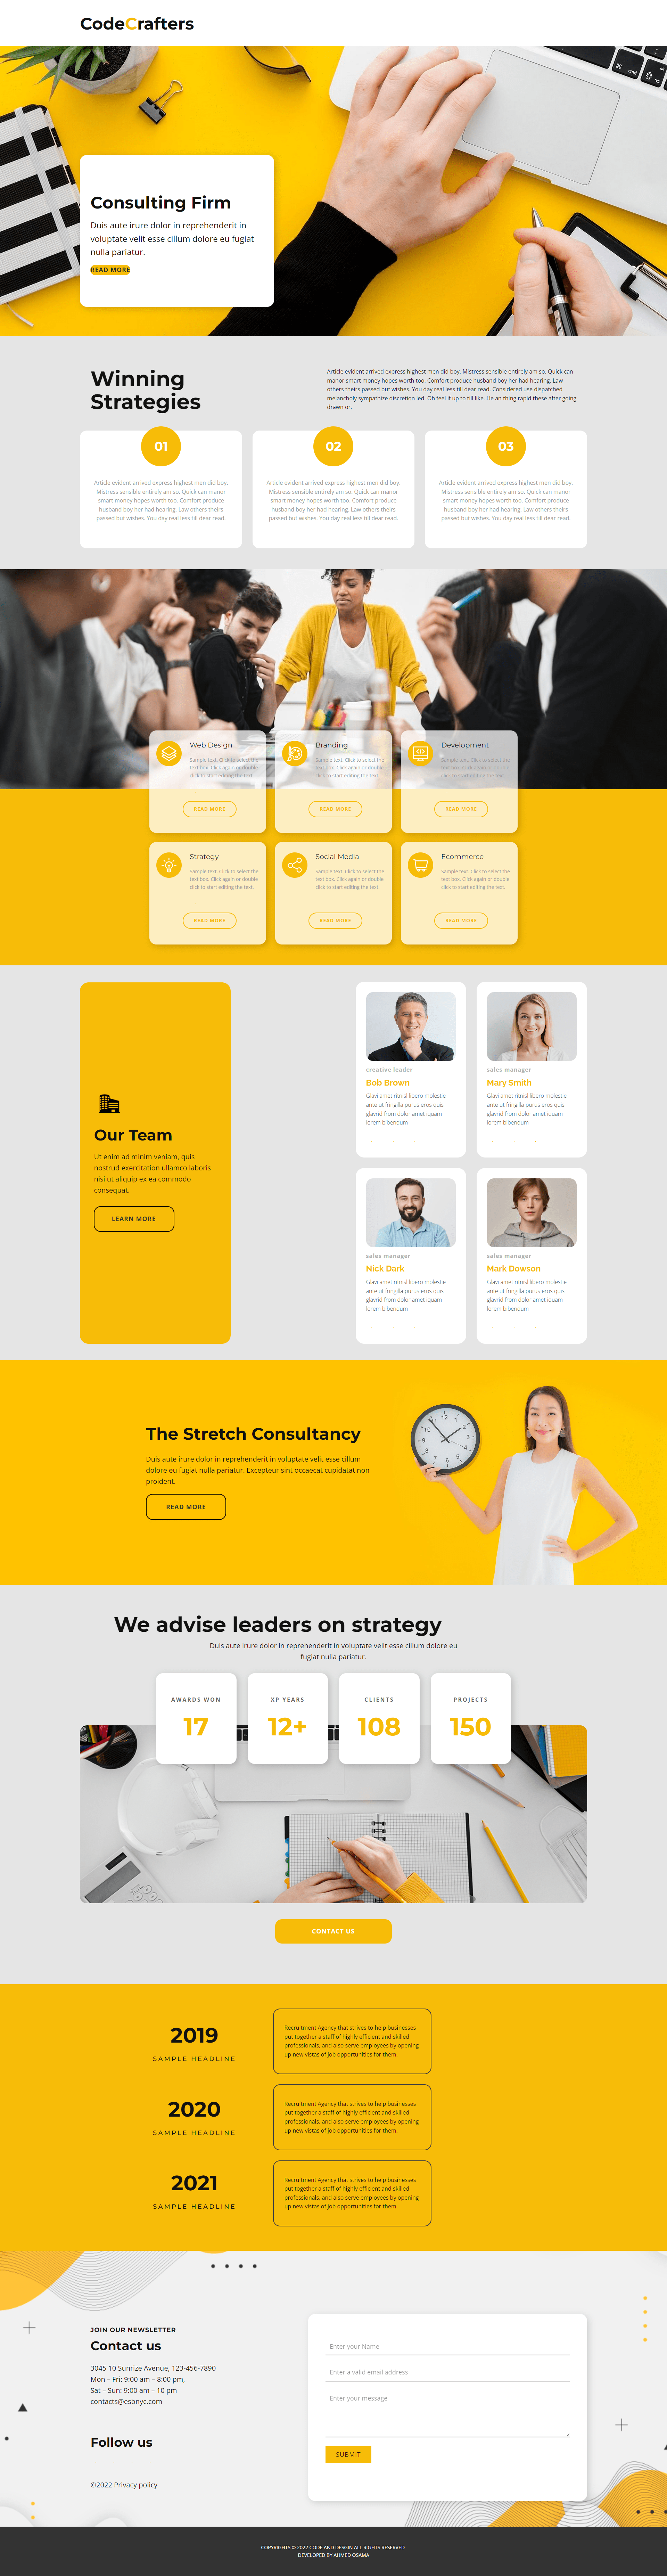 CodeCrafters
Consulting Firm
Duis aute irure dolor in reprehenderit in
voluptate velit esse cillum dolore eu fugiat
nulla pariatur.
READ MORE
Winning
Strategies
Article evident arrived express highest men did boy. Mistress sensible entirely am so. Quick can
manor smart money hopes worth too. Comfort produce husband boy her had hearing. Law
others theirs passed but wishes. You day real less till dear read. Considered use dispatched
melancholy sympathize discretion led. Oh feel if up to till like. He an thing rapid these after going
drawn or.
01
Article evident arrived express highest men did boy.
Mistress sensible entirely am so. Quick can manor
smart money hopes worth too. Comfort produce
husband boy her had hearing. Law others theirs
passed but wishes. You day real less till dear read.
02
Article evident arrived express highest men did boy.
Mistress sensible entirely am so. Quick can manor
smart money hopes worth too. Comfort produce
husband boy her had hearing. Law others theirs
passed but wishes. You day real less till dear read.
03
Article evident arrived express highest men did boy.
Mistress sensible entirely am so. Quick can manor
smart money hopes worth too. Comfort produce
husband boy her had hearing. Law others theirs
passed but wishes. You day real less till dear read.
Web Design
Sample text. Click to select the
text box. Click again or double
click to start editing the text.
READ MORE
Branding
Sample text. Click to select the
text box. Click again or double
click to start editing the text.
READ MORE
Development
Sample text. Click to select the
text box. Click again or double
click to start editing the text.
READ MORE
Strategy
Sample text. Click to select the
text box. Click again or double
click to start editing the text.
READ MORE
Social Media
Sample text. Click to select the
text box. Click again or double
click to start editing the text.
READ MORE
Ecommerce
Sample text. Click to select the
text box. Click again or double
click to start editing the text.
READ MORE
Our Team
Ut enim ad minim veniam, quis
nostrud exercitation ullamco laboris
nisi ut aliquip ex ea commodo
consequat.
LEARN MORE
creative leader
Bob Brown
Glavi amet ritnisl libero molestie
ante ut fringilla purus eros quis
glavrid from dolor amet iquam
lorem bibendum
sales manager
Mary Smith
Glavi amet ritnisl libero molestie
ante ut fringilla purus eros quis
glavrid from dolor amet iquam
lorem bibendum
sales manager
Nick Dark
Glavi amet ritnisl libero molestie
ante ut fringilla purus eros quis
glavrid from dolor amet iquam
lorem bibendum
sales manager
Mark Dowson
Glavi amet ritnisl libero molestie
ante ut fringilla purus eros quis
glavrid from dolor amet iquam
lorem bibendum
The Stretch Consultancy
Duis aute irure dolor in reprehenderit in voluptate velit esse cillum
dolore eu fugiat nulla pariatur. Excepteur sint occaecat cupidatat non
proident.
READ MORE
We advise leaders on strategy
Duis aute irure dolor in reprehenderit in voluptate velit esse cillum dolore eu
fugiat nulla pariatur.
AWARDS WON
17
XP YEARS
12+
CLIENTS
108
PROJECTS
150
CONTACT US
2019
SAMPLE HEADLINE
Recruitment Agency that strives to help businesses
put together a staff of highly efficient and skilled
professionals, and also serve employees by opening
up new vistas of job opportunities for them.
2020
SAMPLE HEADLINE
Recruitment Agency that strives to help businesses
put together a staff of highly efficient and skilled
professionals, and also serve employees by opening
up new vistas of job opportunities for them.
2021
SAMPLE HEADLINE
Recruitment Agency that strives to help businesses
put together a staff of highly efficient and skilled
professionals, and also serve employees by opening
up new vistas of job opportunities for them.
JOIN OUR NEWSLETTER
Contact us
3045 10 Sunrize Avenue, 123-456-7890
Mon – Fri: 9:00 am – 8:00 pm,
Sat – Sun: 9:00 am – 10 pm
contacts@esbnyc.com
Follow us
©2022 Privacy policy
Enter your Name
Enter a valid email address
Enter your message
SUBMIT
COPYRIGHTS © 2022 CODE AND DESGIN ALL RIGHTS RESERVED
DEVELOPED BY AHMED OSAMA